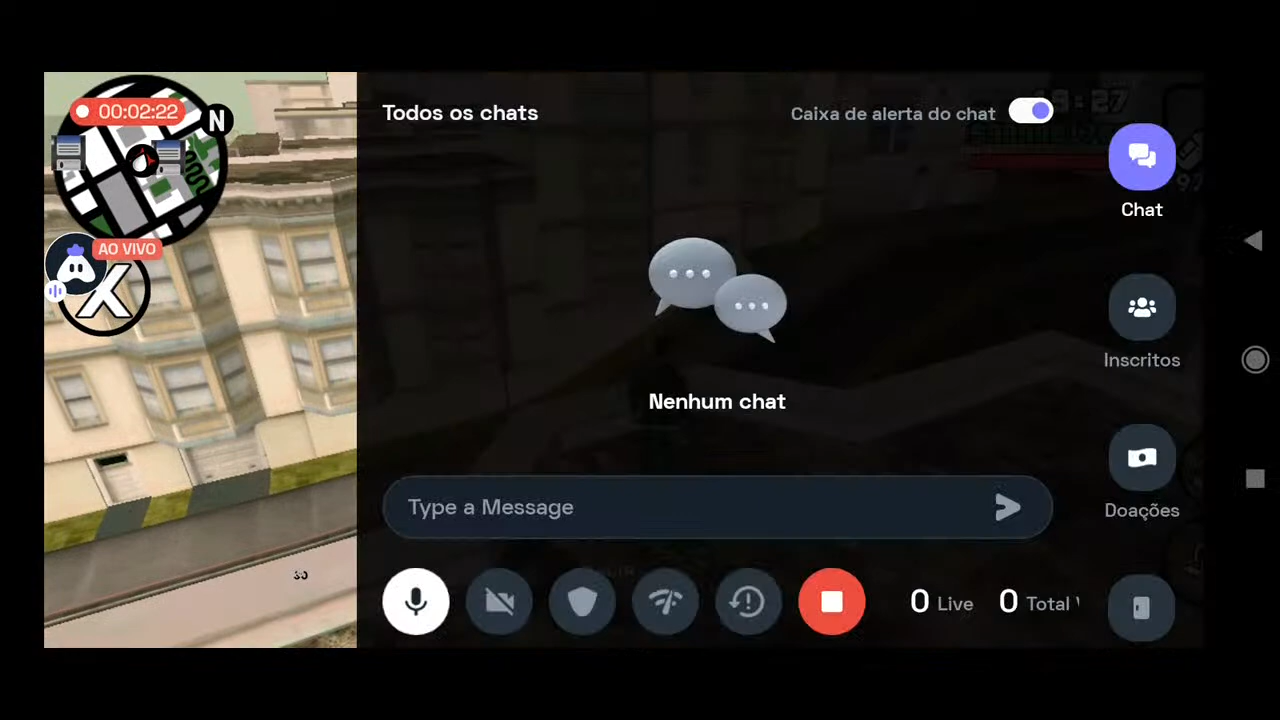 00:02:22
N
Todos os chats
Caixa de alerta do chat
Chat
AO VIVO
X
Nenhum chat
Inscritos
Type a Message
Doações
0 Live
0 Total